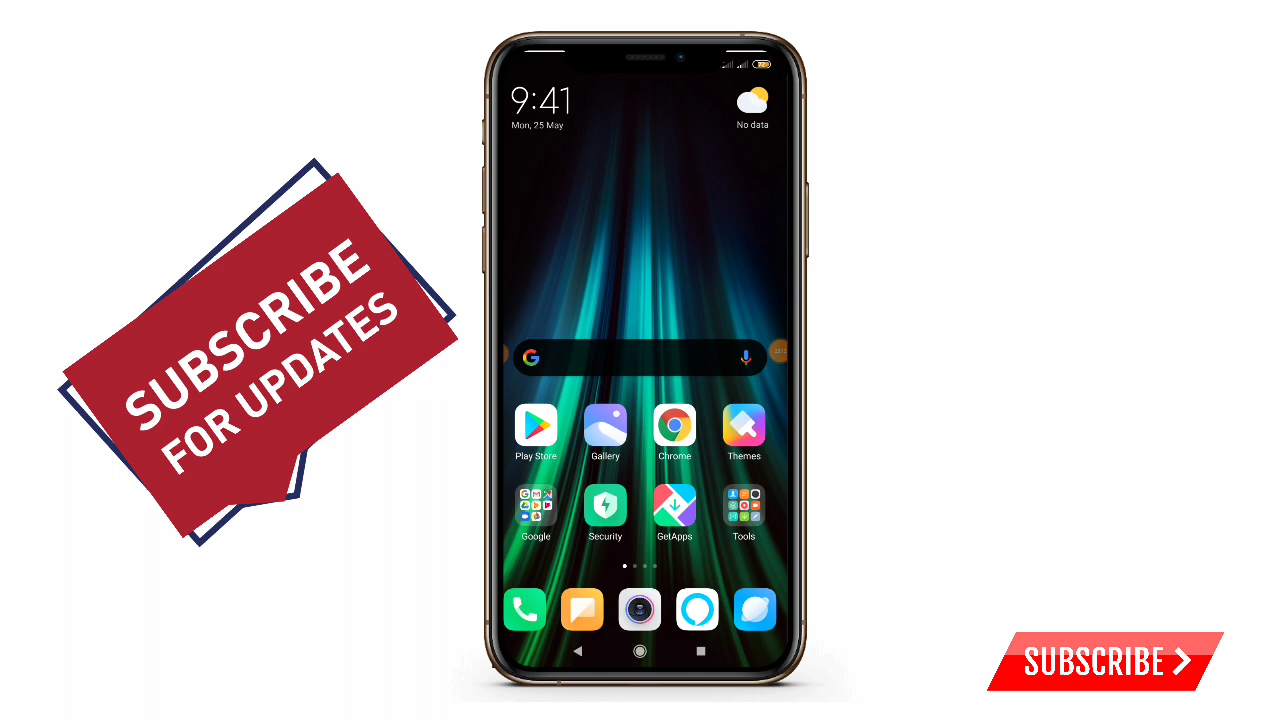 SUBSCRIBE
FOR UPDATES
9:41
Mon, 25 May
No data
Play Store
Gallery
Chrome
Themes
Google
Security
GetApps
Tools
SUBSCRIBE